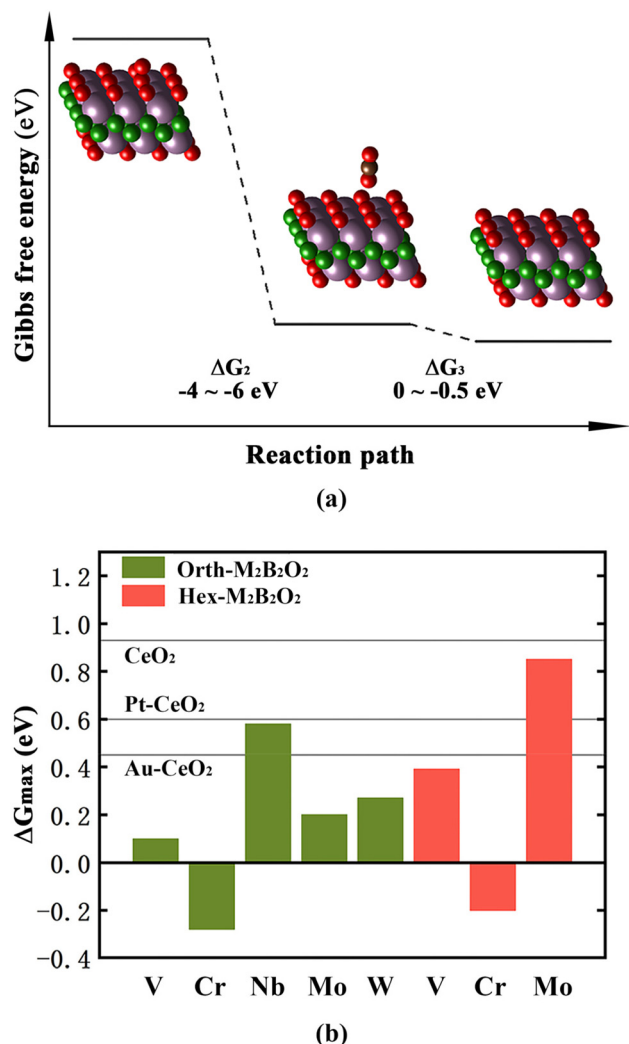 Gibbs free energy (eV)
ΔG₂
-4 ~ -6 eV
ΔG₃
0 ~ -0.5 eV
Reaction path
(a)
Orth-M₂B₂O₂
Hex-M₂B₂O₂
1.2
1.0
CeO₂
0.8
Pt-CeO₂
0.6
Au-CeO₂
0.4
0.2
0.0
-0.2
-0.4
ΔGmax (eV)
V Cr Nb Mo W V Cr Mo
(b)